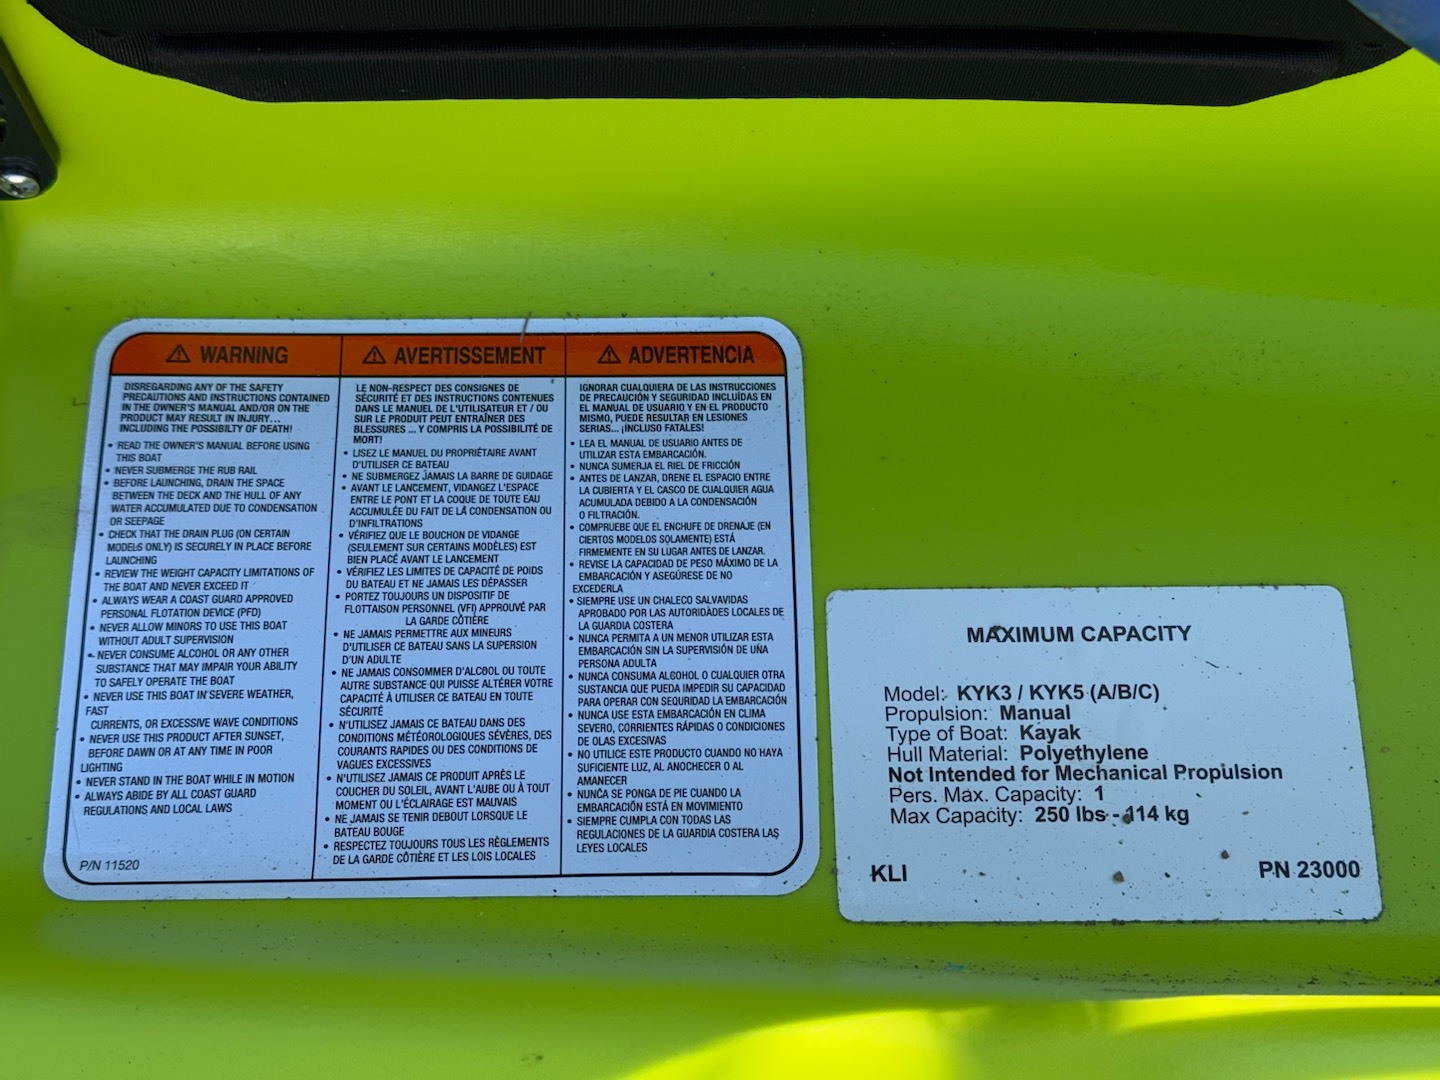 WARNING
DISREGARDING ANY OF THE SAFETY
PRECAUTIONS AND INSTRUCTIONS CONTAINED
IN THE OWNER'S MANUAL AND/OR ON THE
PRODUCT MAY RESULT IN INJURY...
INCLUDING THE POSSIBILTY OF DEATH!
• READ THE OWNER'S MANUAL BEFORE USING
THIS BOAT
• NEVER SUBMERGE THE RUB RAIL
• BEFORE LAUNCHING, DRAIN THE SPACE
BETWEEN THE DECK AND THE HULL OF ANY
WATER ACCUMULATED DUE TO CONDENSATION
OR SEEPAGE
• CHECK THAT THE DRAIN PLUG (ON CERTAIN
MODELS ONLY) IS SECURELY IN PLACE BEFORE
LAUNCHING
• REVIEW THE WEIGHT CAPACITY LIMITATIONS OF
THE BOAT AND NEVER EXCEED IT
• ALWAYS WEAR A COAST GUARD APPROVED
PERSONAL FLOTATION DEVICE (PFD)
• NEVER ALLOW MINORS TO USE THIS BOAT
WITHOUT ADULT SUPERVISION
• NEVER CONSUME ALCOHOL OR ANY OTHER
SUBSTANCE THAT MAY IMPAIR YOUR ABILITY
TO SAFELY OPERATE THE BOAT
• NEVER USE THIS BOAT IN SEVERE WEATHER,
FAST
CURRENTS, OR EXCESSIVE WAVE CONDITIONS
• NEVER USE THIS PRODUCT AFTER SUNSET,
BEFORE DAWN OR AT ANY TIME IN POOR
LIGHTING
• NEVER STAND IN THE BOAT WHILE IN MOTION
• ALWAYS ABIDE BY ALL COAST GUARD
REGULATIONS AND LOCAL LAWS
P/N 11520
AVERTISSEMENT
LE NON-RESPECT DES CONSIGNES DE
SÉCURITÉ ET DES INSTRUCTIONS CONTENUES
DANS LE MANUEL DE L'UTILISATEUR ET / OU
SUR LE PRODUIT PEUT ENTRAÎNER DES
BLESSURES ... Y COMPRIS LA POSSIBILITÉ DE
MORT!
• LISEZ LE MANUEL DU PROPRIÉTAIRE AVANT
D'UTILISER CE BATEAU
• NE SUBMERGEZ JAMAIS LA BARRE DE GUIDAGE
• AVANT LE LANCEMENT, VIDANGEZ L'ESPACE
ENTRE LE PONT ET LA COQUE DE TOUTE EAU
ACCUMULÉE DU FAIT DE LA CONDENSATION OU
D'INFILTRATIONS
• VÉRIFIEZ QUE LE BOUCHON DE VIDANGE
(SEULEMENT SUR CERTAINS MODÈLES) EST
BIEN PLACÉ AVANT LE LANCEMENT
• VÉRIFIEZ LES LIMITES DE CAPACITÉ DE POIDS
DU BATEAU ET NE JAMAIS LES DÉPASSER
• PORTEZ TOUJOURS UN DISPOSITIF DE
FLOTTAISON PERSONNEL (VFI) APPROUVÉ PAR
LA GARDE CÔTIÈRE
• NE JAMAIS PERMETTRE AUX MINEURS
D'UTILISER CE BATEAU SANS LA SUPERSION
D'UN ADULTE
• NE JAMAIS CONSOMMER D'ALCOOL OU TOUTE
AUTRE SUBSTANCE QUI PUISSE ALTÉRER VOTRE
CAPACITÉ À UTILISER CE BATEAU EN TOUTE
SÉCURITÉ
• N'UTILISEZ JAMAIS CE BATEAU DANS DES
CONDITIONS MÉTÉOROLOGIQUES SÉVÈRES, DES
COURANTS RAPIDES OU DES CONDITIONS DE
VAGUES EXCESSIVES
• N'UTILISEZ JAMAIS CE PRODUIT APRÈS LE
COUCHER DU SOLEIL, AVANT L'AUBE OU À TOUT
MOMENT OU L'ÉCLAIRAGE EST MAUVAIS
• NE JAMAIS SE TENIR DEBOUT LORSQUE LE
BATEAU BOUGE
• RESPECTEZ TOUJOURS TOUS LES RÈGLEMENTS
DE LA GARDE CÔTIÈRE ET LES LOIS LOCALES
ADVERTENCIA
IGNORAR CUALQUIERA DE LAS INSTRUCCIONES
DE PRECAUCIÓN Y SEGURIDAD INCLUÍDAS EN
EL MANUAL DE USUARIO Y EN EL PRODUCTO
MISMO, PUEDE RESULTAR EN LESIONES
SERIAS... ¡INCLUSO FATALES!
• LEA EL MANUAL DE USUARIO ANTES DE
UTILIZAR ESTA EMBARCACIÓN.
• NUNCA SUMERJA EL RIEL DE FRICCIÓN
• ANTES DE LANZAR, DRENE EL ESPACIO ENTRE
LA CUBIERTA Y EL CASCO DE CUALQUIER AGUA
ACUMULADA DEBIDO A LA CONDENSACIÓN
O FILTRACIÓN.
• COMPRUEBE QUE EL ENCHUFE DE DRENAJE (EN
CIERTOS MODELOS SOLAMENTE) ESTÁ
FIRMEMENTE EN SU LUGAR ANTES DE LANZAR.
• REVISE LA CAPACIDAD DE PESO MÁXIMO DE LA
EMBARCACIÓN Y ASEGÚRESE DE NO
EXCEDERLA
• SIEMPRE USE UN CHALECO SALVAVIDAS
APROBADO POR LAS AUTORIDADES LOCALES DE
LA GUARDIA COSTERA
• NUNCA PERMITA A UN MENOR UTILIZAR ESTA
EMBARCACIÓN SIN LA SUPERVISIÓN DE UNA
PERSONA ADULTA
• NUNCA CONSUMA ALCOHOL O CUALQUIER OTRA
SUSTANCIA QUE PUEDA IMPEDIR SU CAPACIDAD
PARA OPERAR CON SEQURIDAD LA EMBARCACIÓN
• NUNCA USE ESTA EMBARCACIÓN EN CLIMA
SEVERO, CORRIENTES RÁPIDAS O CONDICIONES
DE OLAS EXCESIVAS
• NO UTILICE ESTE PRODUCTO CUANDO NO HAYA
SUFICIENTE LUZ, AL ANOCHECER O AL
AMANECER
• NUNCA SE PONGA DE PIE CUANDO LA
EMBARCACIÓN ESTÁ EN MOVIMIENTO
• SIEMPRE CUMPLA CON TODAS LAS
REGULACIONES DE LA GUARDIA COSTERA LAS
LEYES LOCALES
MAXIMUM CAPACITY
Model: KYK3 / KYK5 (A/B/C)
Propulsion: Manual
Type of Boat: Kayak
Hull Material: Polyethylene
Not Intended for Mechanical Propulsion
Pers. Max. Capacity: 1
Max Capacity: 250 lbs - 114 kg
KLI PN 23000